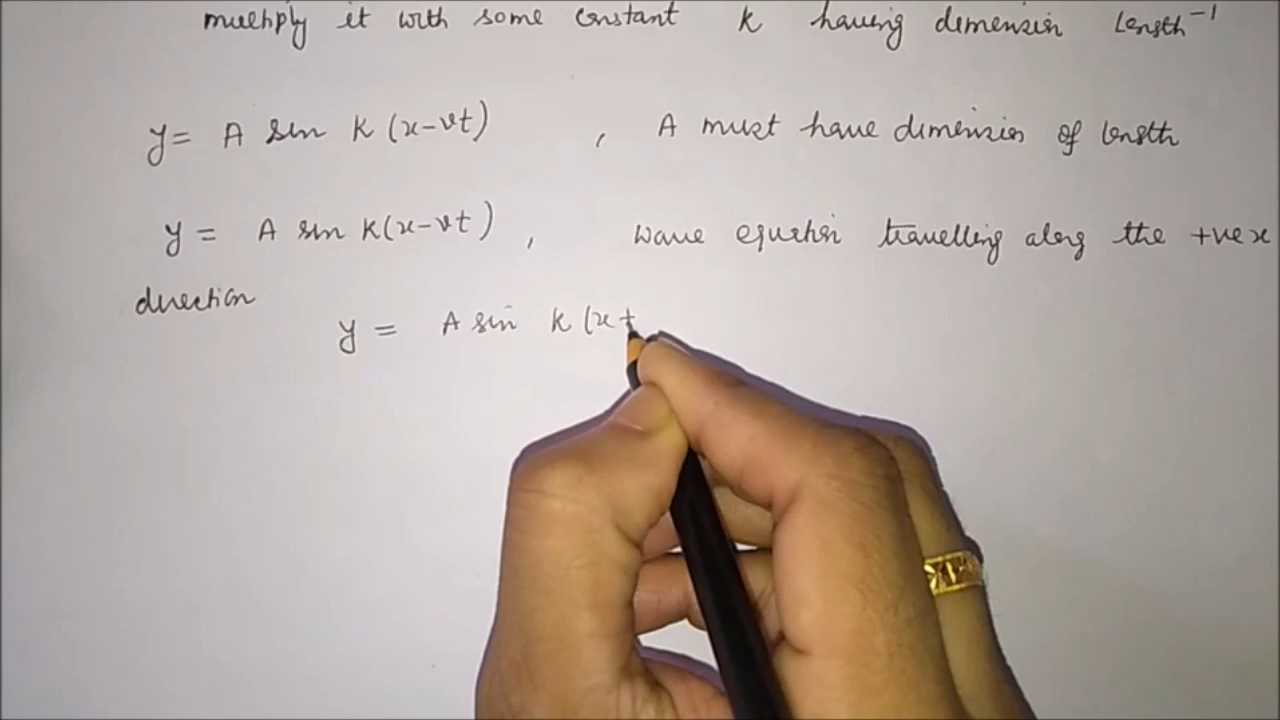 multiply it with some constant K having dimension Length⁻¹
y = A sin K (x-vt) , A must have dimension of length
y = A sin K(x-vt) , wave equation travelling along the +ve x
direction
y = A sin K (x+